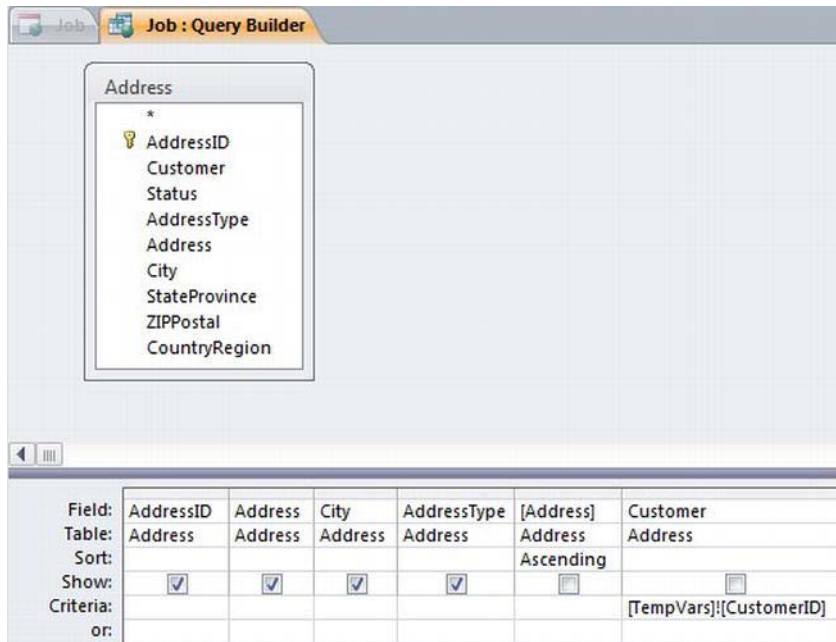 Job Job : Query Builder
Address
*
AddressID
Customer
Status
AddressType
Address
City
StateProvince
ZIPPostal
CountryRegion
Field: AddressID Address City AddressType [Address] Customer
Table: Address Address Address Address Address Address
Sort: Ascending
Show:
Criteria: [TempVars]![CustomerID]
or: